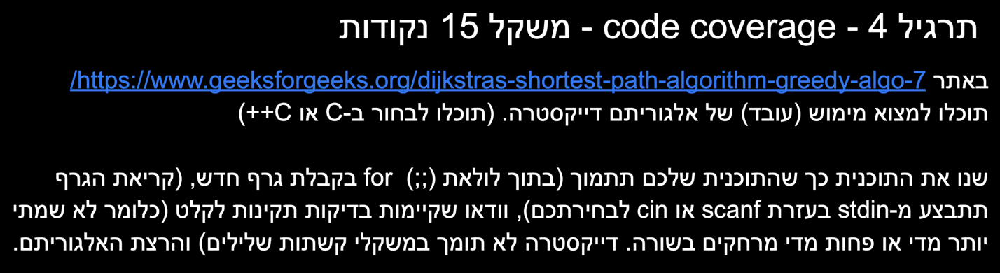 תרגיל 4 - code coverage - משקל 15 נקודות
באתר https://www.geeksforgeeks.org/dijkstras-shortest-path-algorithm-greedy-algo-7/
תוכלו למצוא מימוש (עובד) של אלגוריתם דייקסטרה. (תוכלו לבחור ב-C או C++)
שנו את התוכנית כך שהתוכנית שלכם תתמוך (בתוך לולאת for (;;) בקבלת גרף חדש, (קריאת הגרף
תתבצע מ-stdin בעזרת scanf או cin לבחירתכם), וודאו שקיימות בדיקות תקינות לקלט (כלומר לא שמתי
יותר מדי או פחות מדי מרחקים בשורה. דייקסטרה לא תומך במשקלי קשתות שלילים) והרצת האלגוריתם.